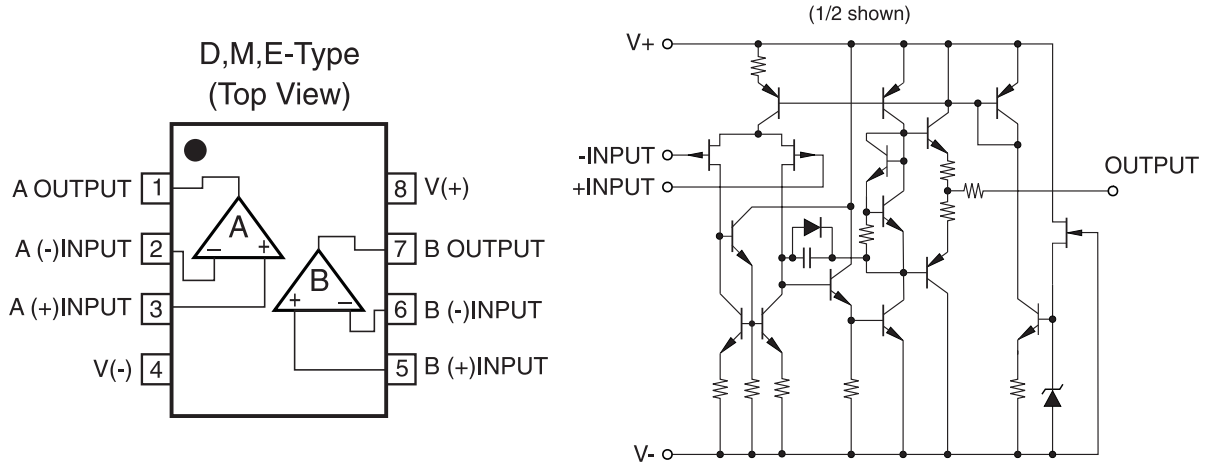 D,M,E-Type
(Top View)
A OUTPUT 1
A (-)INPUT 2
A (+)INPUT 3
V(-) 4
8 V(+)
7 B OUTPUT
6 B (-)INPUT
5 B (+)INPUT
A
− +
B
+ −
(1/2 shown)
V+
-INPUT
+INPUT
OUTPUT
V-